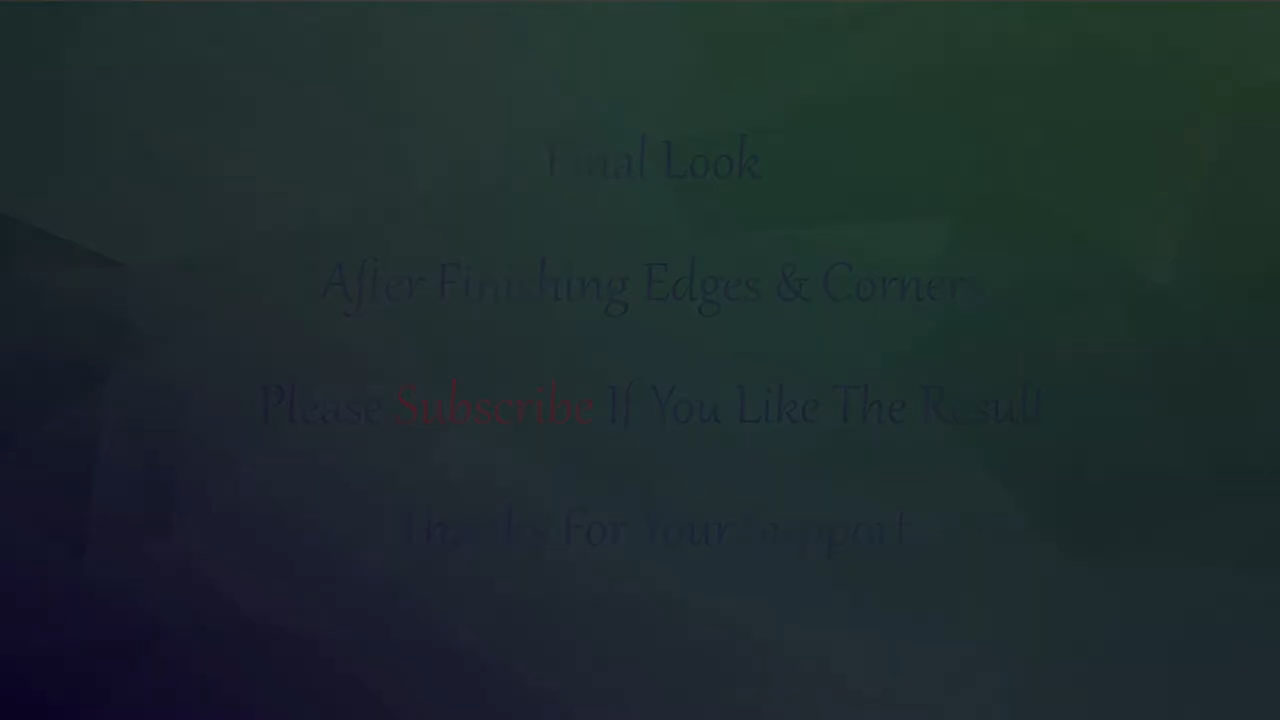 Final Look
After Finishing Edges & Corners
Please Subscribe If You Like The Result
Thanks For Your Support